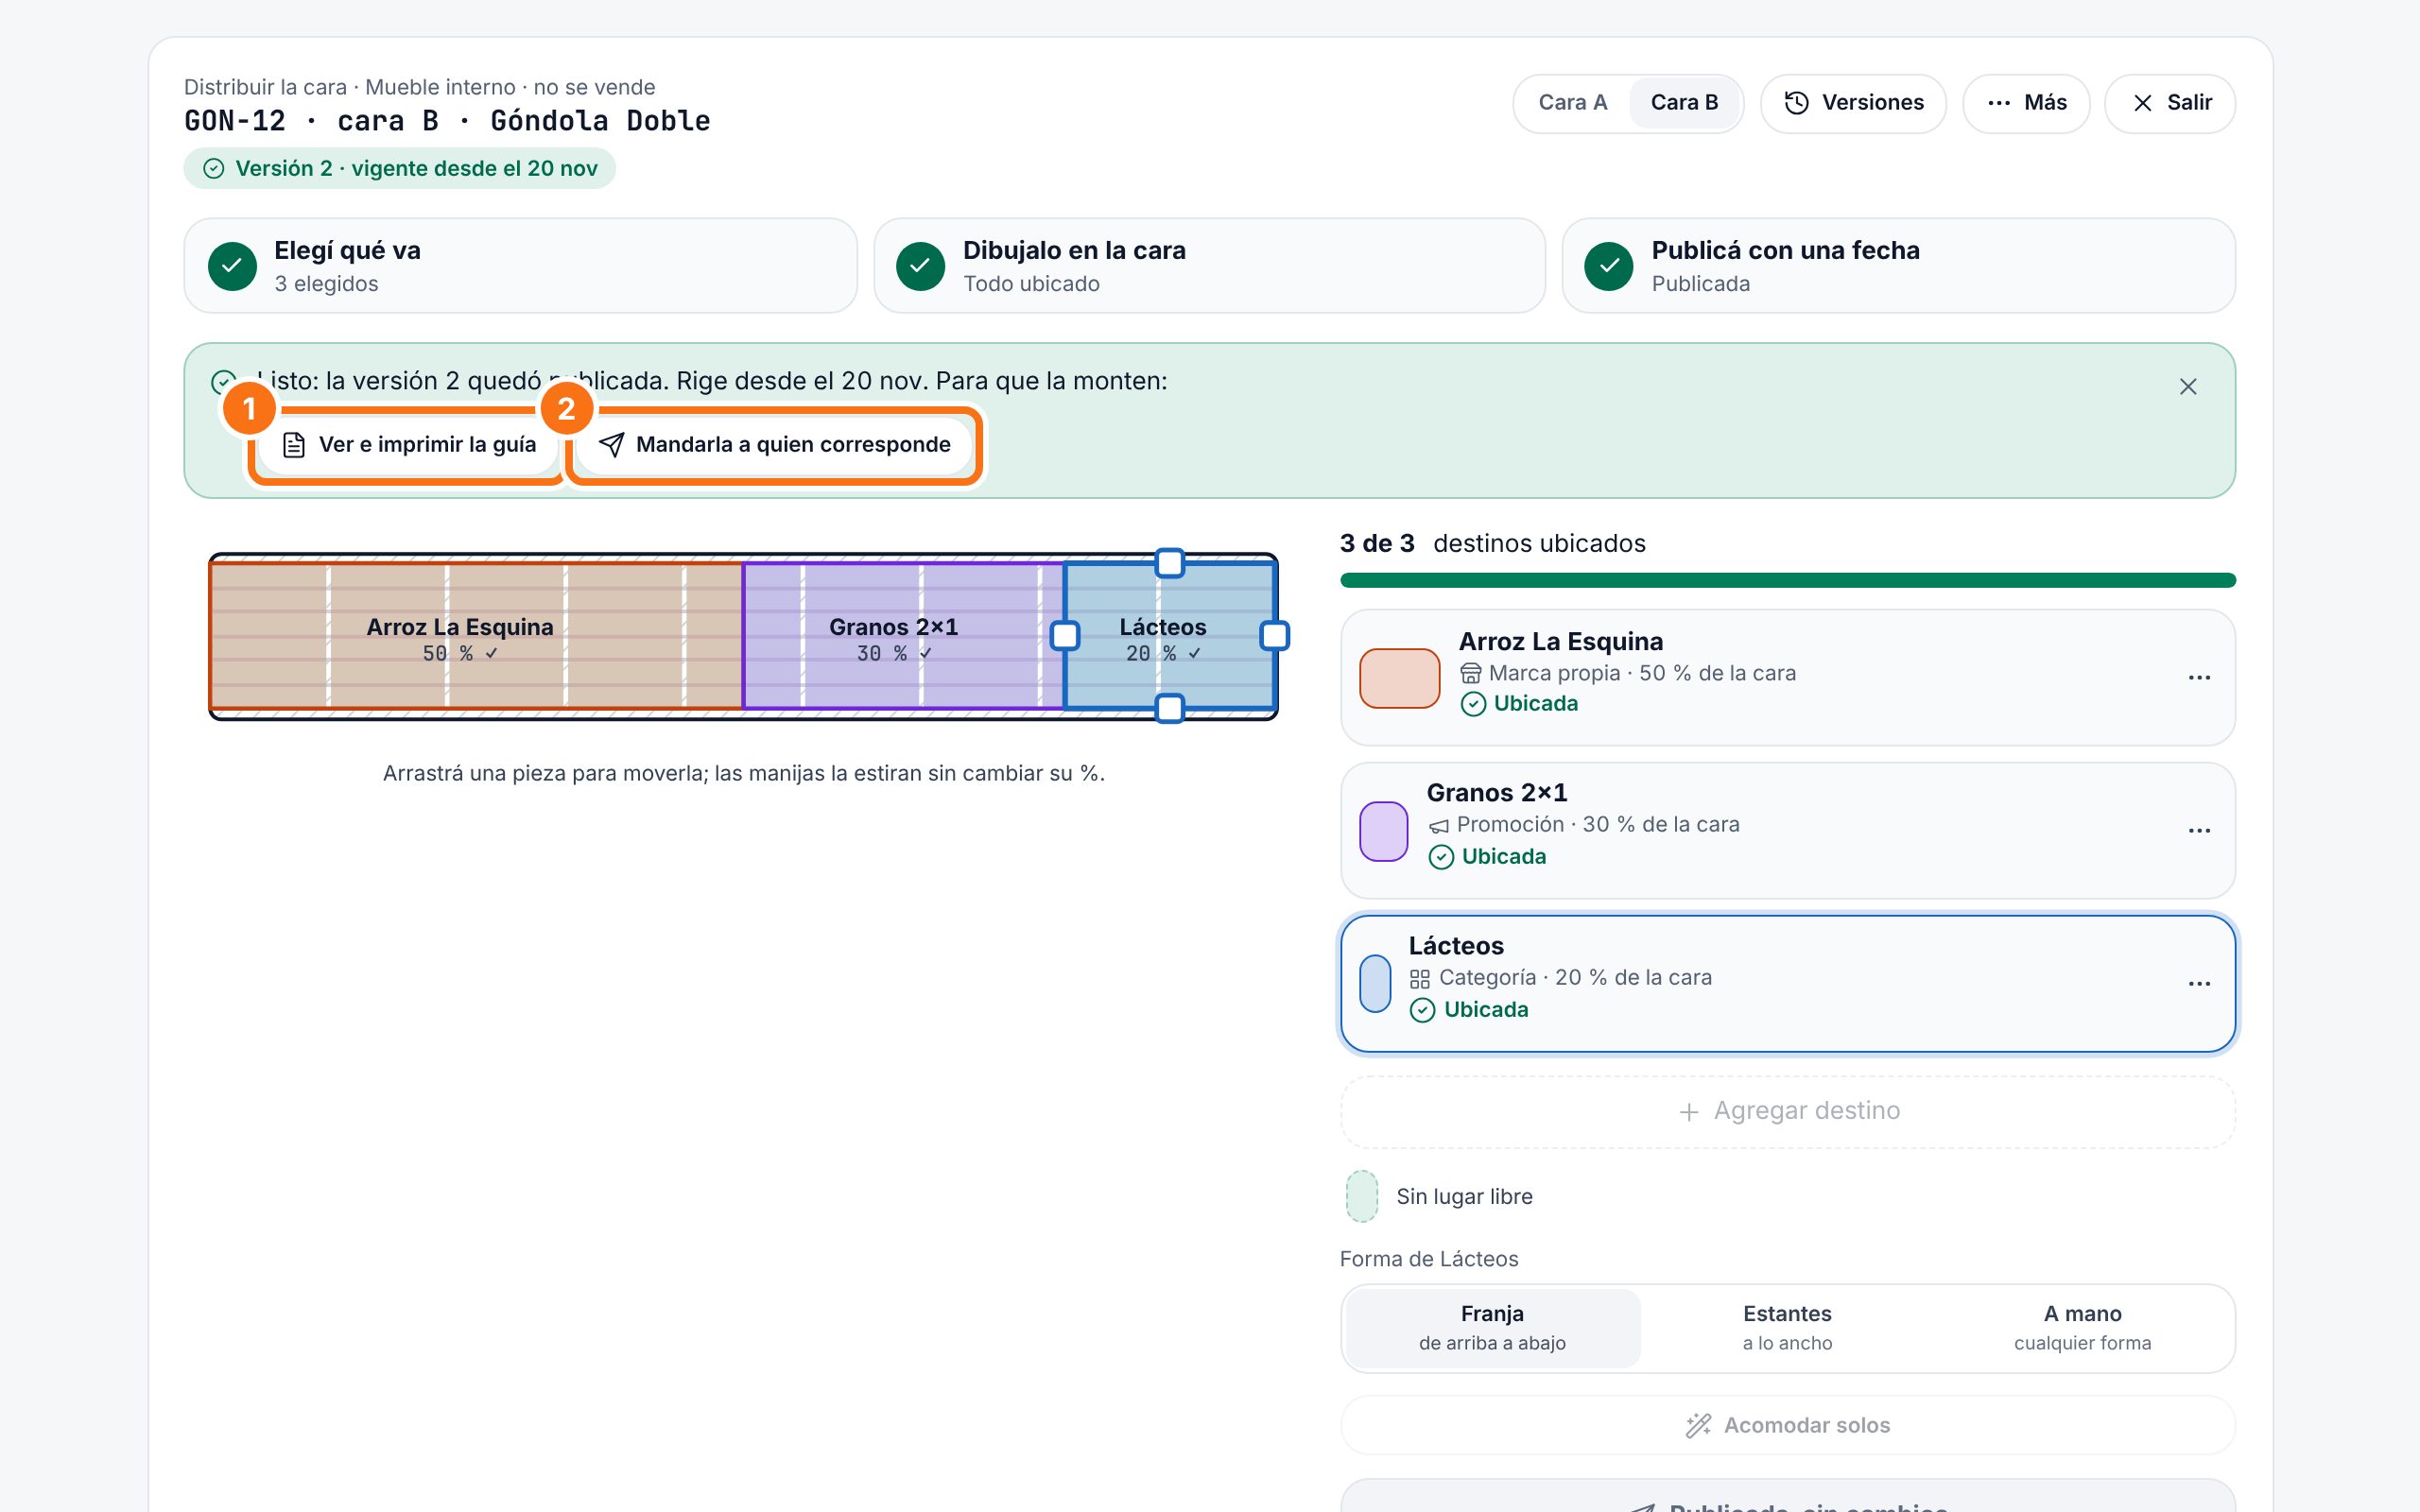 Distribuir la cara · Mueble interno · no se vende
GON-12 · cara B · Góndola Doble
Versión 2 · vigente desde el 20 nov
Cara A
Cara B
Versiones
Más
Salir
Elegí qué va
3 elegidos
Dibujalo en la cara
Todo ubicado
Publicá con una fecha
Publicada
Listo: la versión 2 quedó publicada. Rige desde el 20 nov. Para que la monten:
1
Ver e imprimir la guía
2
Mandarla a quien corresponde
Arroz La Esquina
50 %
Granos 2×1
30 %
Lácteos
20 %
Arrastrá una pieza para moverla; las manijas la estiran sin cambiar su %.
3 de 3 destinos ubicados
Arroz La Esquina
Marca propia · 50 % de la cara
Ubicada
Granos 2×1
Promoción · 30 % de la cara
Ubicada
Lácteos
Categoría · 20 % de la cara
Ubicada
Agregar destino
Sin lugar libre
Forma de Lácteos
Franja
de arriba a abajo
Estantes
a lo ancho
A mano
cualquier forma
Acomodar solos